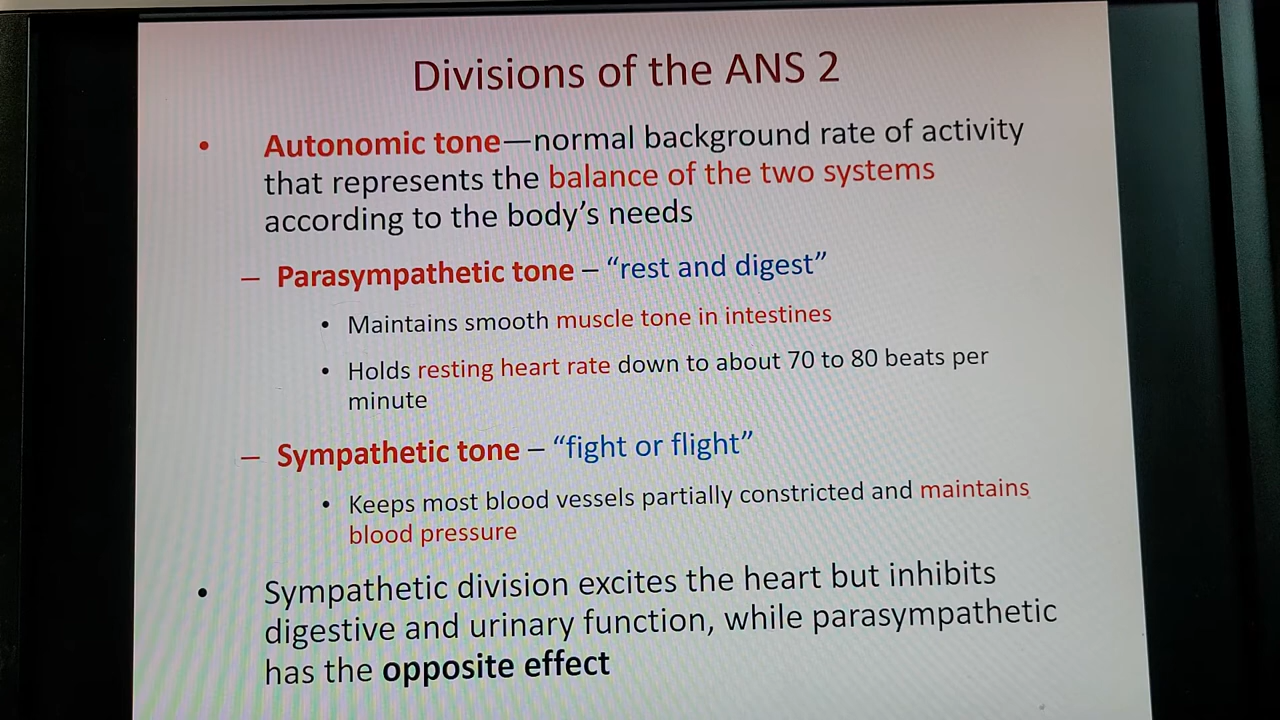 Divisions of the ANS 2
• Autonomic tone—normal background rate of activity
that represents the balance of the two systems
according to the body’s needs
– Parasympathetic tone – “rest and digest”
• Maintains smooth muscle tone in intestines
• Holds resting heart rate down to about 70 to 80 beats per
minute
– Sympathetic tone – “fight or flight”
• Keeps most blood vessels partially constricted and maintains
blood pressure
• Sympathetic division excites the heart but inhibits
digestive and urinary function, while parasympathetic
has the opposite effect